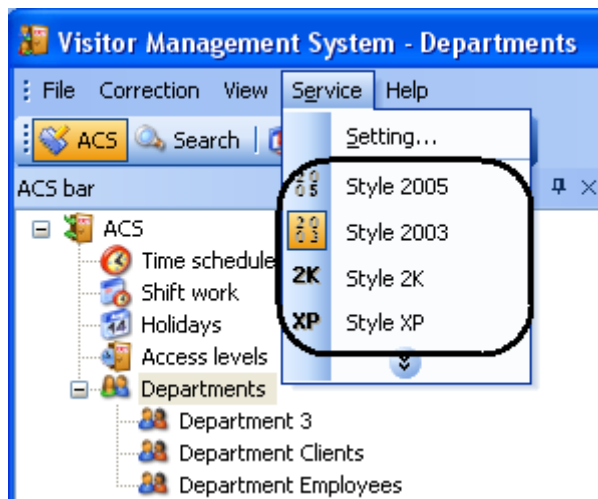 Visitor Management System - Departments
File Correction View Service Help
ACS Search
Setting...
ACS bar
2005 Style 2005
2003 Style 2003
2K Style 2K
XP Style XP
ACS
Time schedule
Shift work
Holidays
Access levels
Departments
Department 3
Department Clients
Department Employees